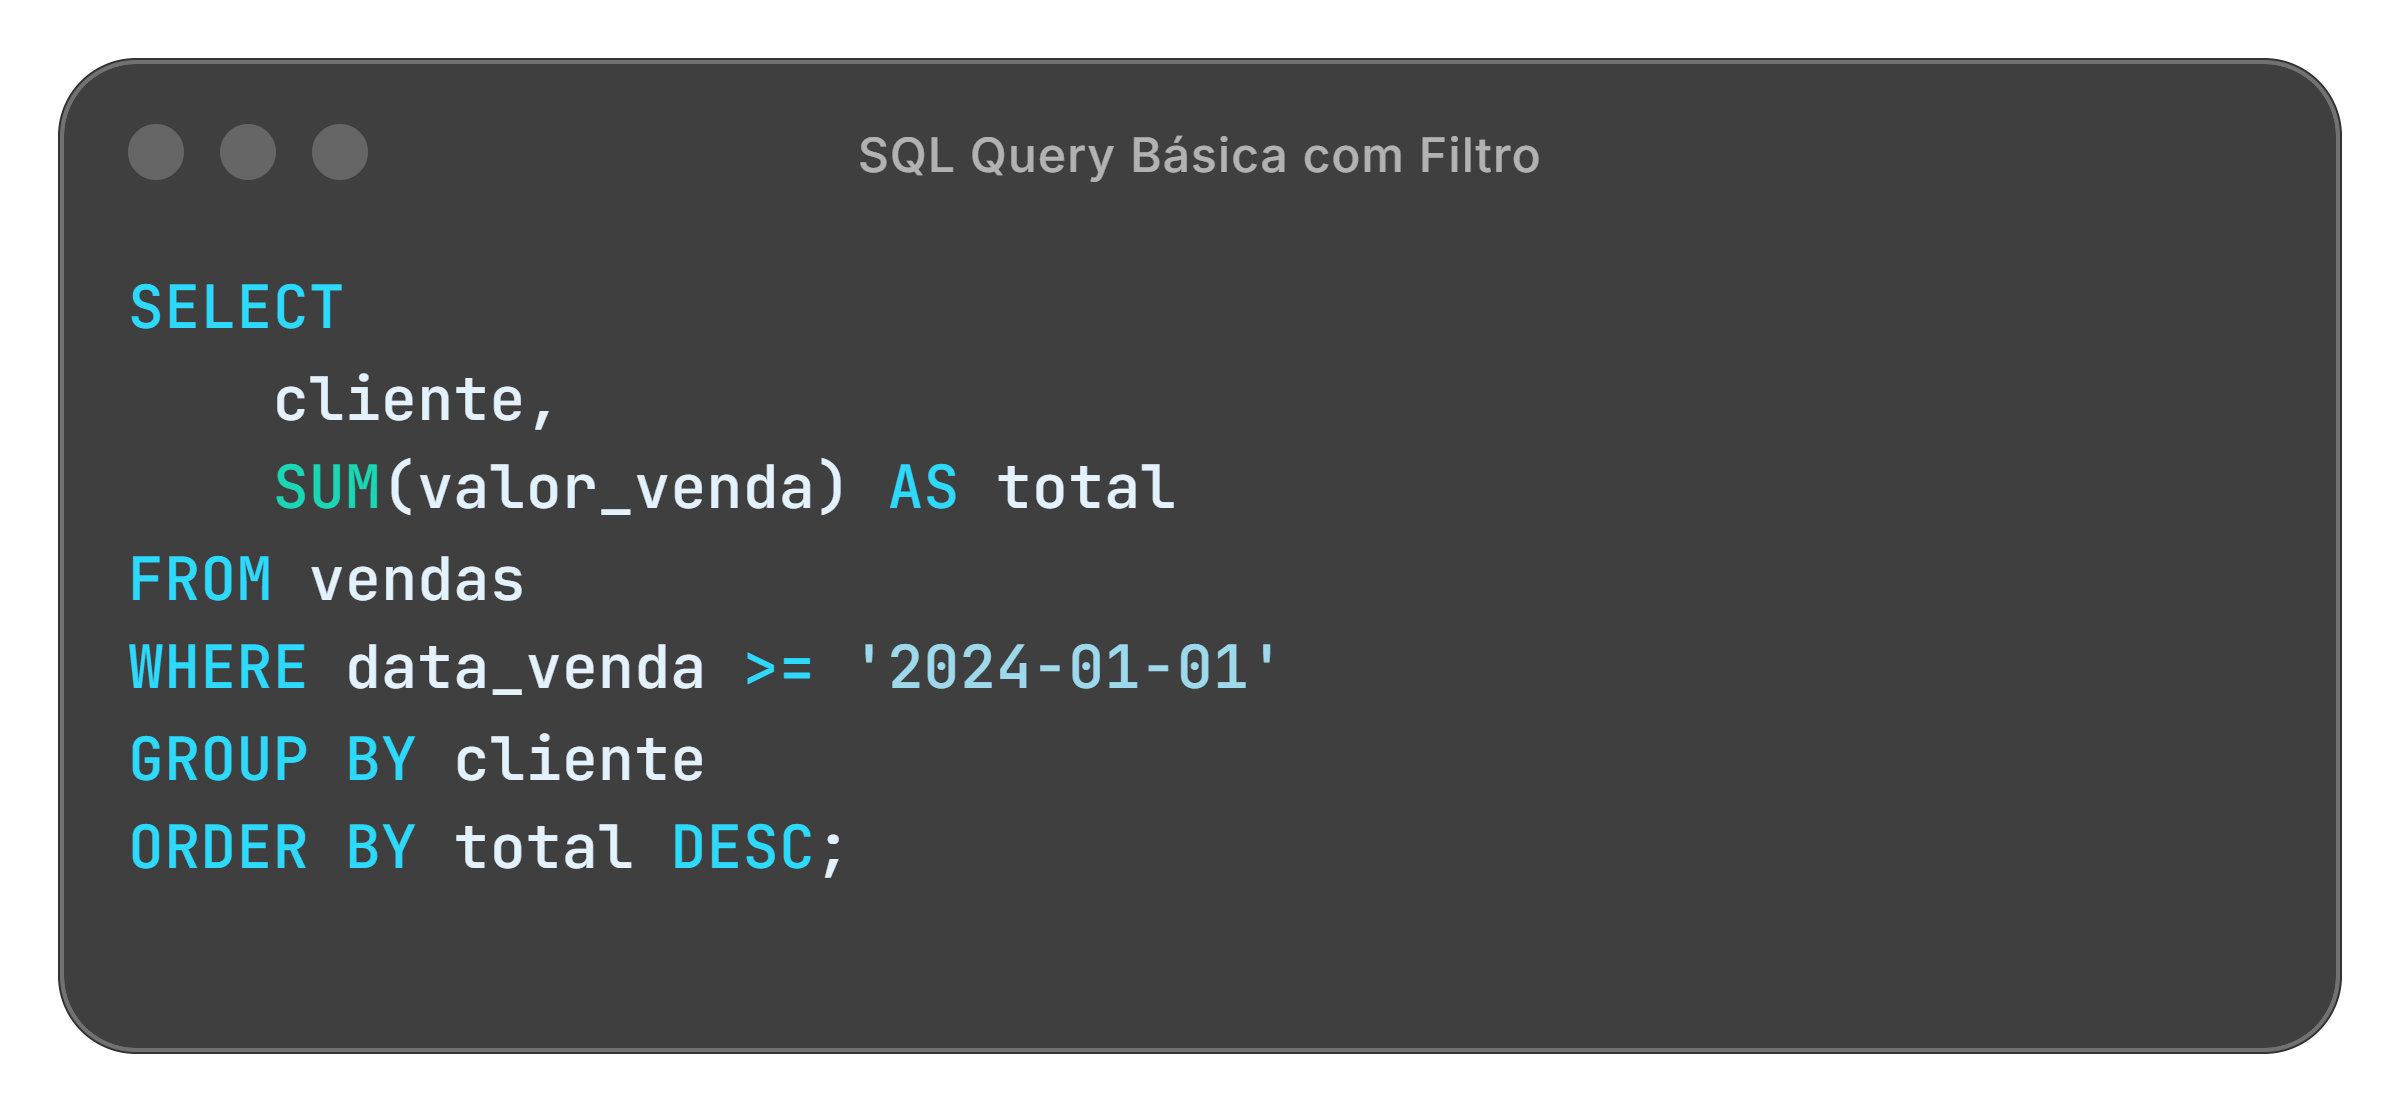 SQL Query Básica com Filtro
SELECT
    cliente,
    SUM(valor_venda) AS total
FROM vendas
WHERE data_venda >= '2024-01-01'
GROUP BY cliente
ORDER BY total DESC;